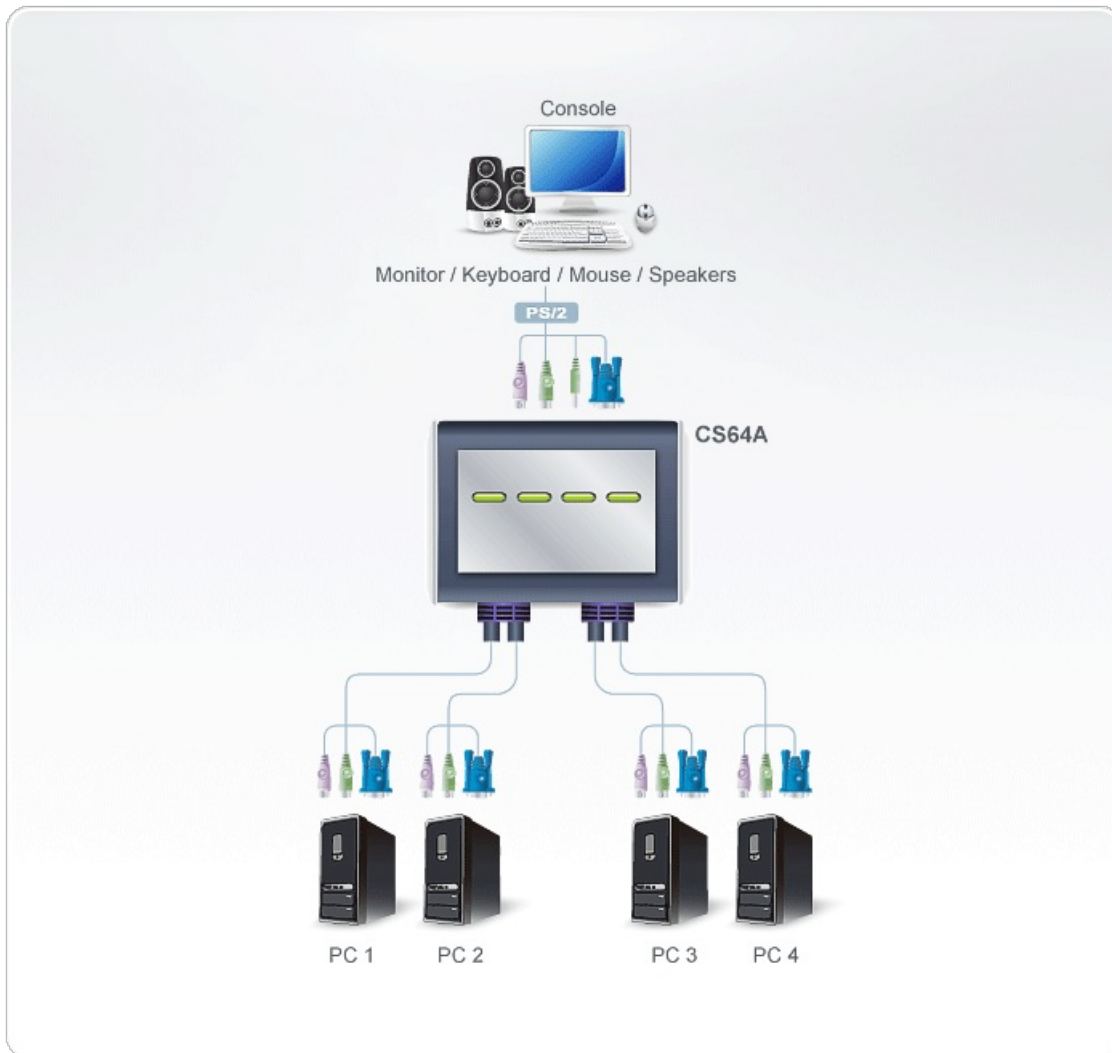 Console
Monitor / Keyboard / Mouse / Speakers
PS/2
CS64A
PC 1
PC 2
PC 3
PC 4